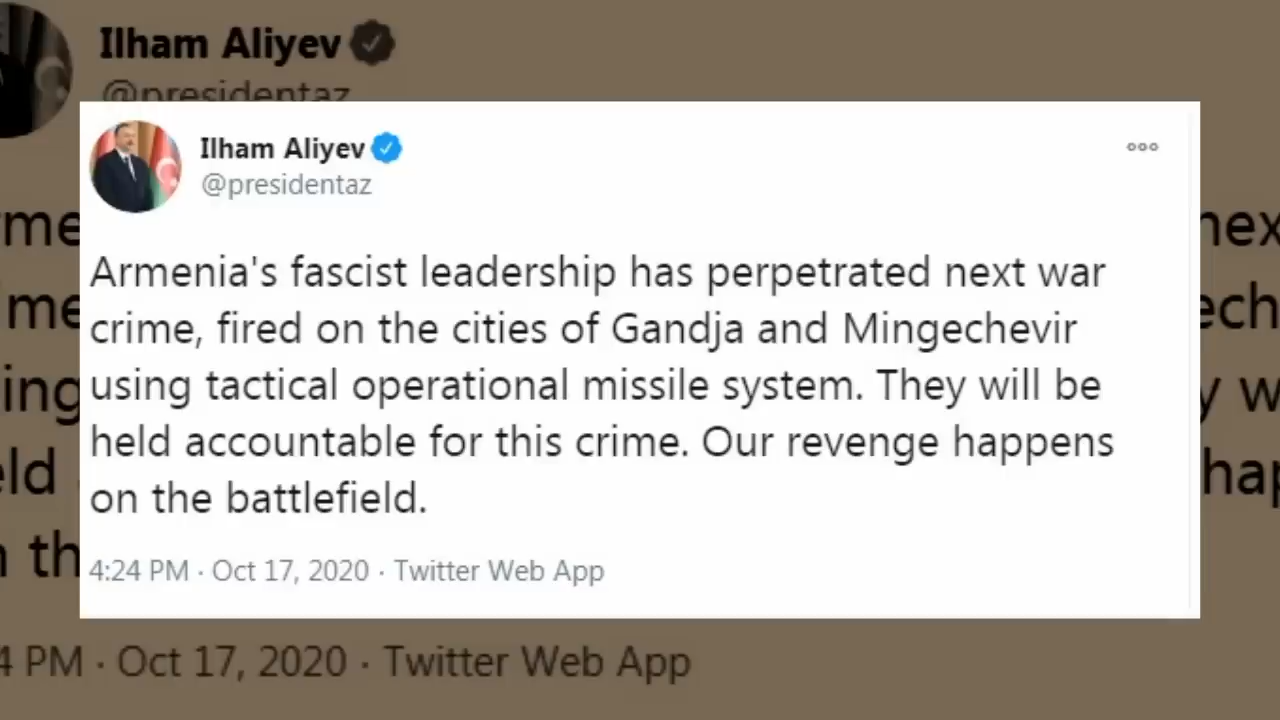 Ilham Aliyev
@presidentaz
Ilham Aliyev
@presidentaz
Armenia's fascist leadership has perpetrated next war
crime, fired on the cities of Gandja and Mingechevir
using tactical operational missile system. They will be
held accountable for this crime. Our revenge happens
on the battlefield.
4:24 PM · Oct 17, 2020 · Twitter Web App
4 PM · Oct 17, 2020 · Twitter Web App